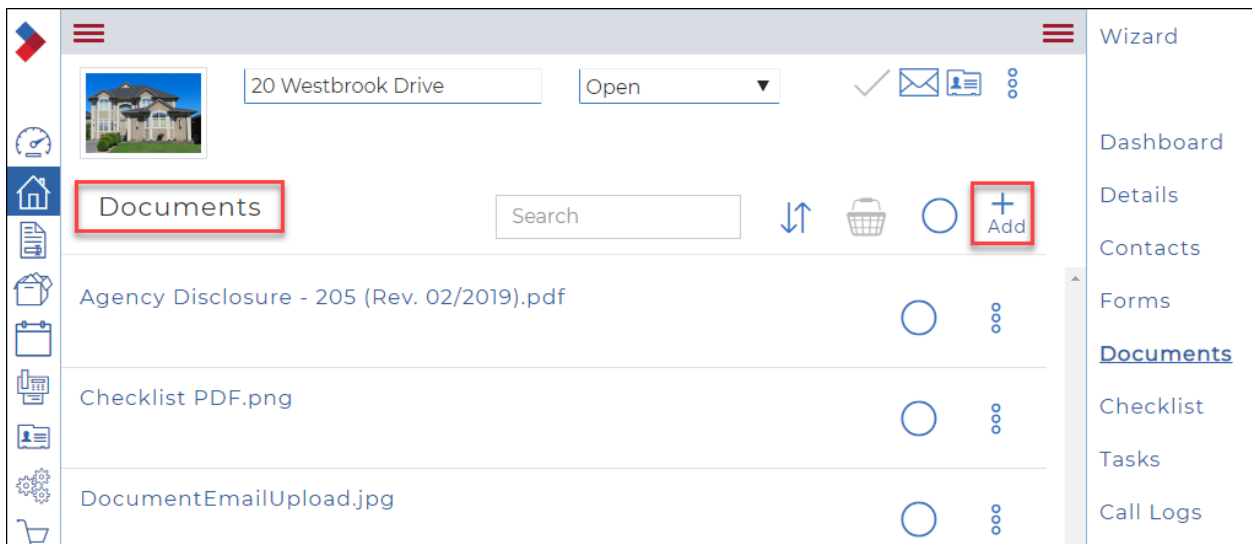 Wizard
20 Westbrook Drive
Open
Dashboard
Details
Documents
Search
Add
Contacts
Agency Disclosure - 205 (Rev. 02/2019).pdf
Forms
Documents
Checklist PDF.png
Checklist
Tasks
DocumentEmailUpload.jpg
Call Logs